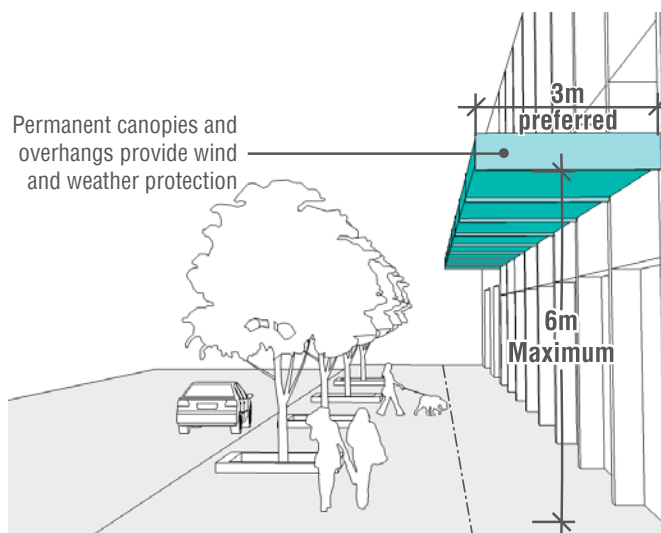 3m
preferred
Permanent canopies and
overhangs provide wind
and weather protection
6m
Maximum